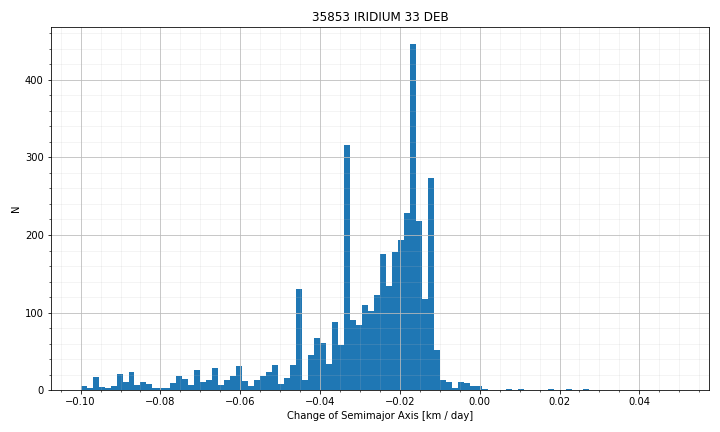 35853 IRIDIUM 33 DEB
400
300
200
100
0
N
−0.10 −0.08 −0.06 −0.04 −0.02 0.00 0.02 0.04
Change of Semimajor Axis [km / day]